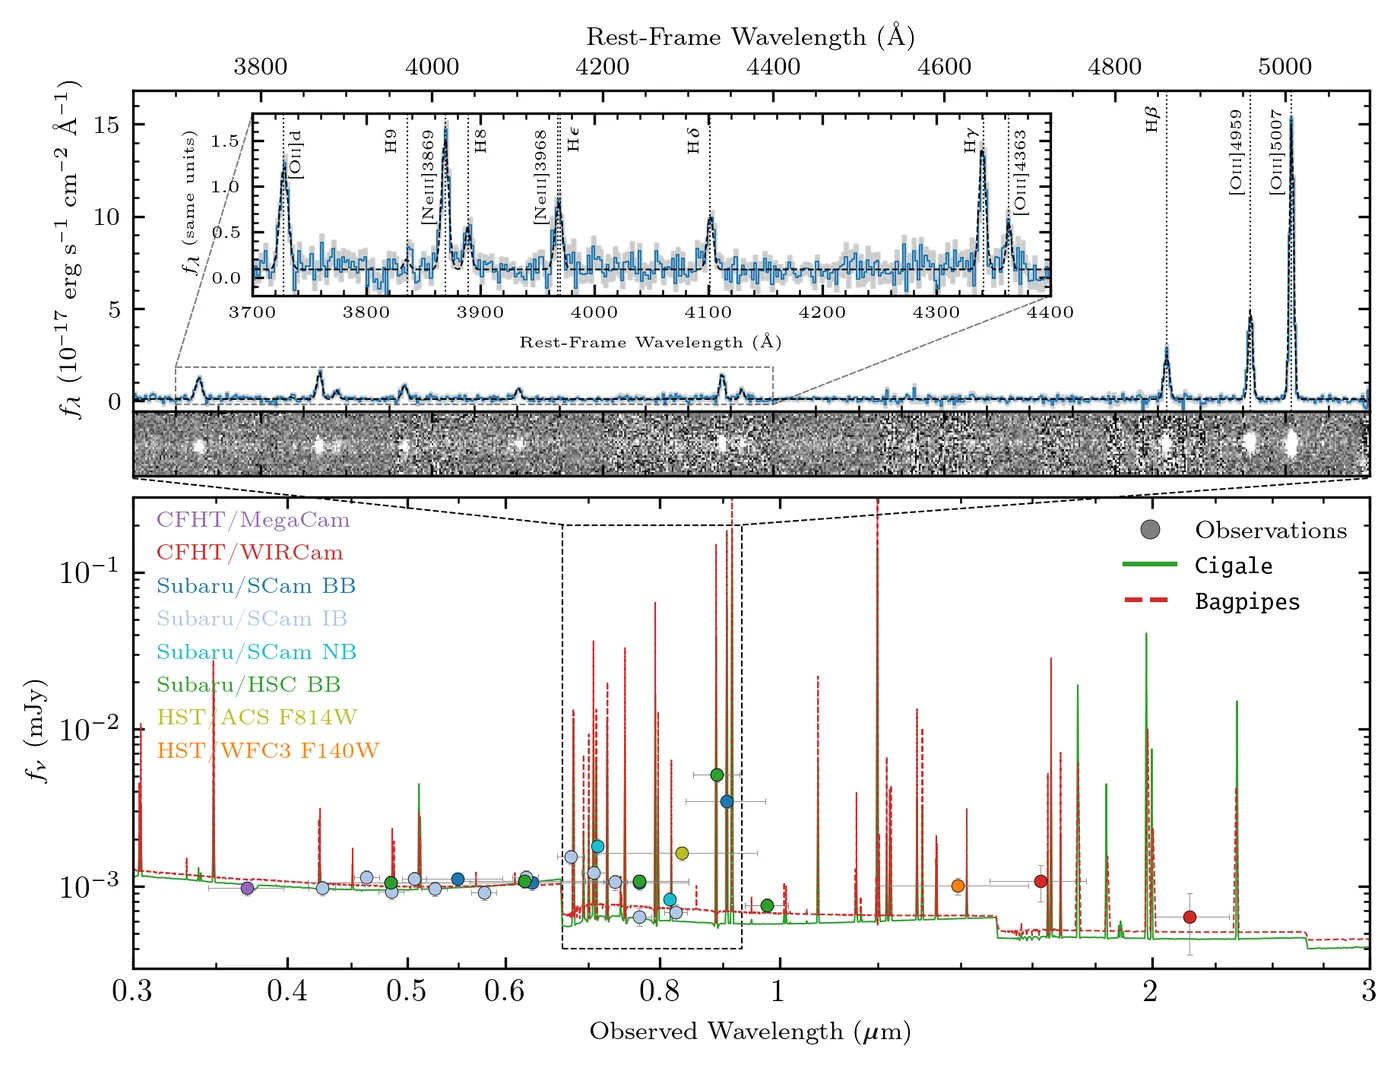 Rest-Frame Wavelength (Å)
3800 4000 4200 4400 4600 4800 5000
fλ (10⁻¹⁷ erg s⁻¹ cm⁻² Å⁻¹)
15
10
5
0
fλ (same units)
1.5
1.0
0.5
0.0
[OII]d
H9
[NeIII]3869
H8
[NeIII]3968
Hϵ
Hδ
Hγ
[OIII]4363
3700 3800 3900 4000 4100 4200 4300 4400
Rest-Frame Wavelength (Å)
Hβ
[OIII]4959
[OIII]5007
CFHT/MegaCam
CFHT/WIRCam
Subaru/SCam BB
Subaru/SCam IB
Subaru/SCam NB
Subaru/HSC BB
HST/ACS F814W
HST/WFC3 F140W
Observations
Cigale
Bagpipes
fν (mJy)
10⁻¹
10⁻²
10⁻³
0.3 0.4 0.5 0.6 0.8 1 2 3
Observed Wavelength (μm)